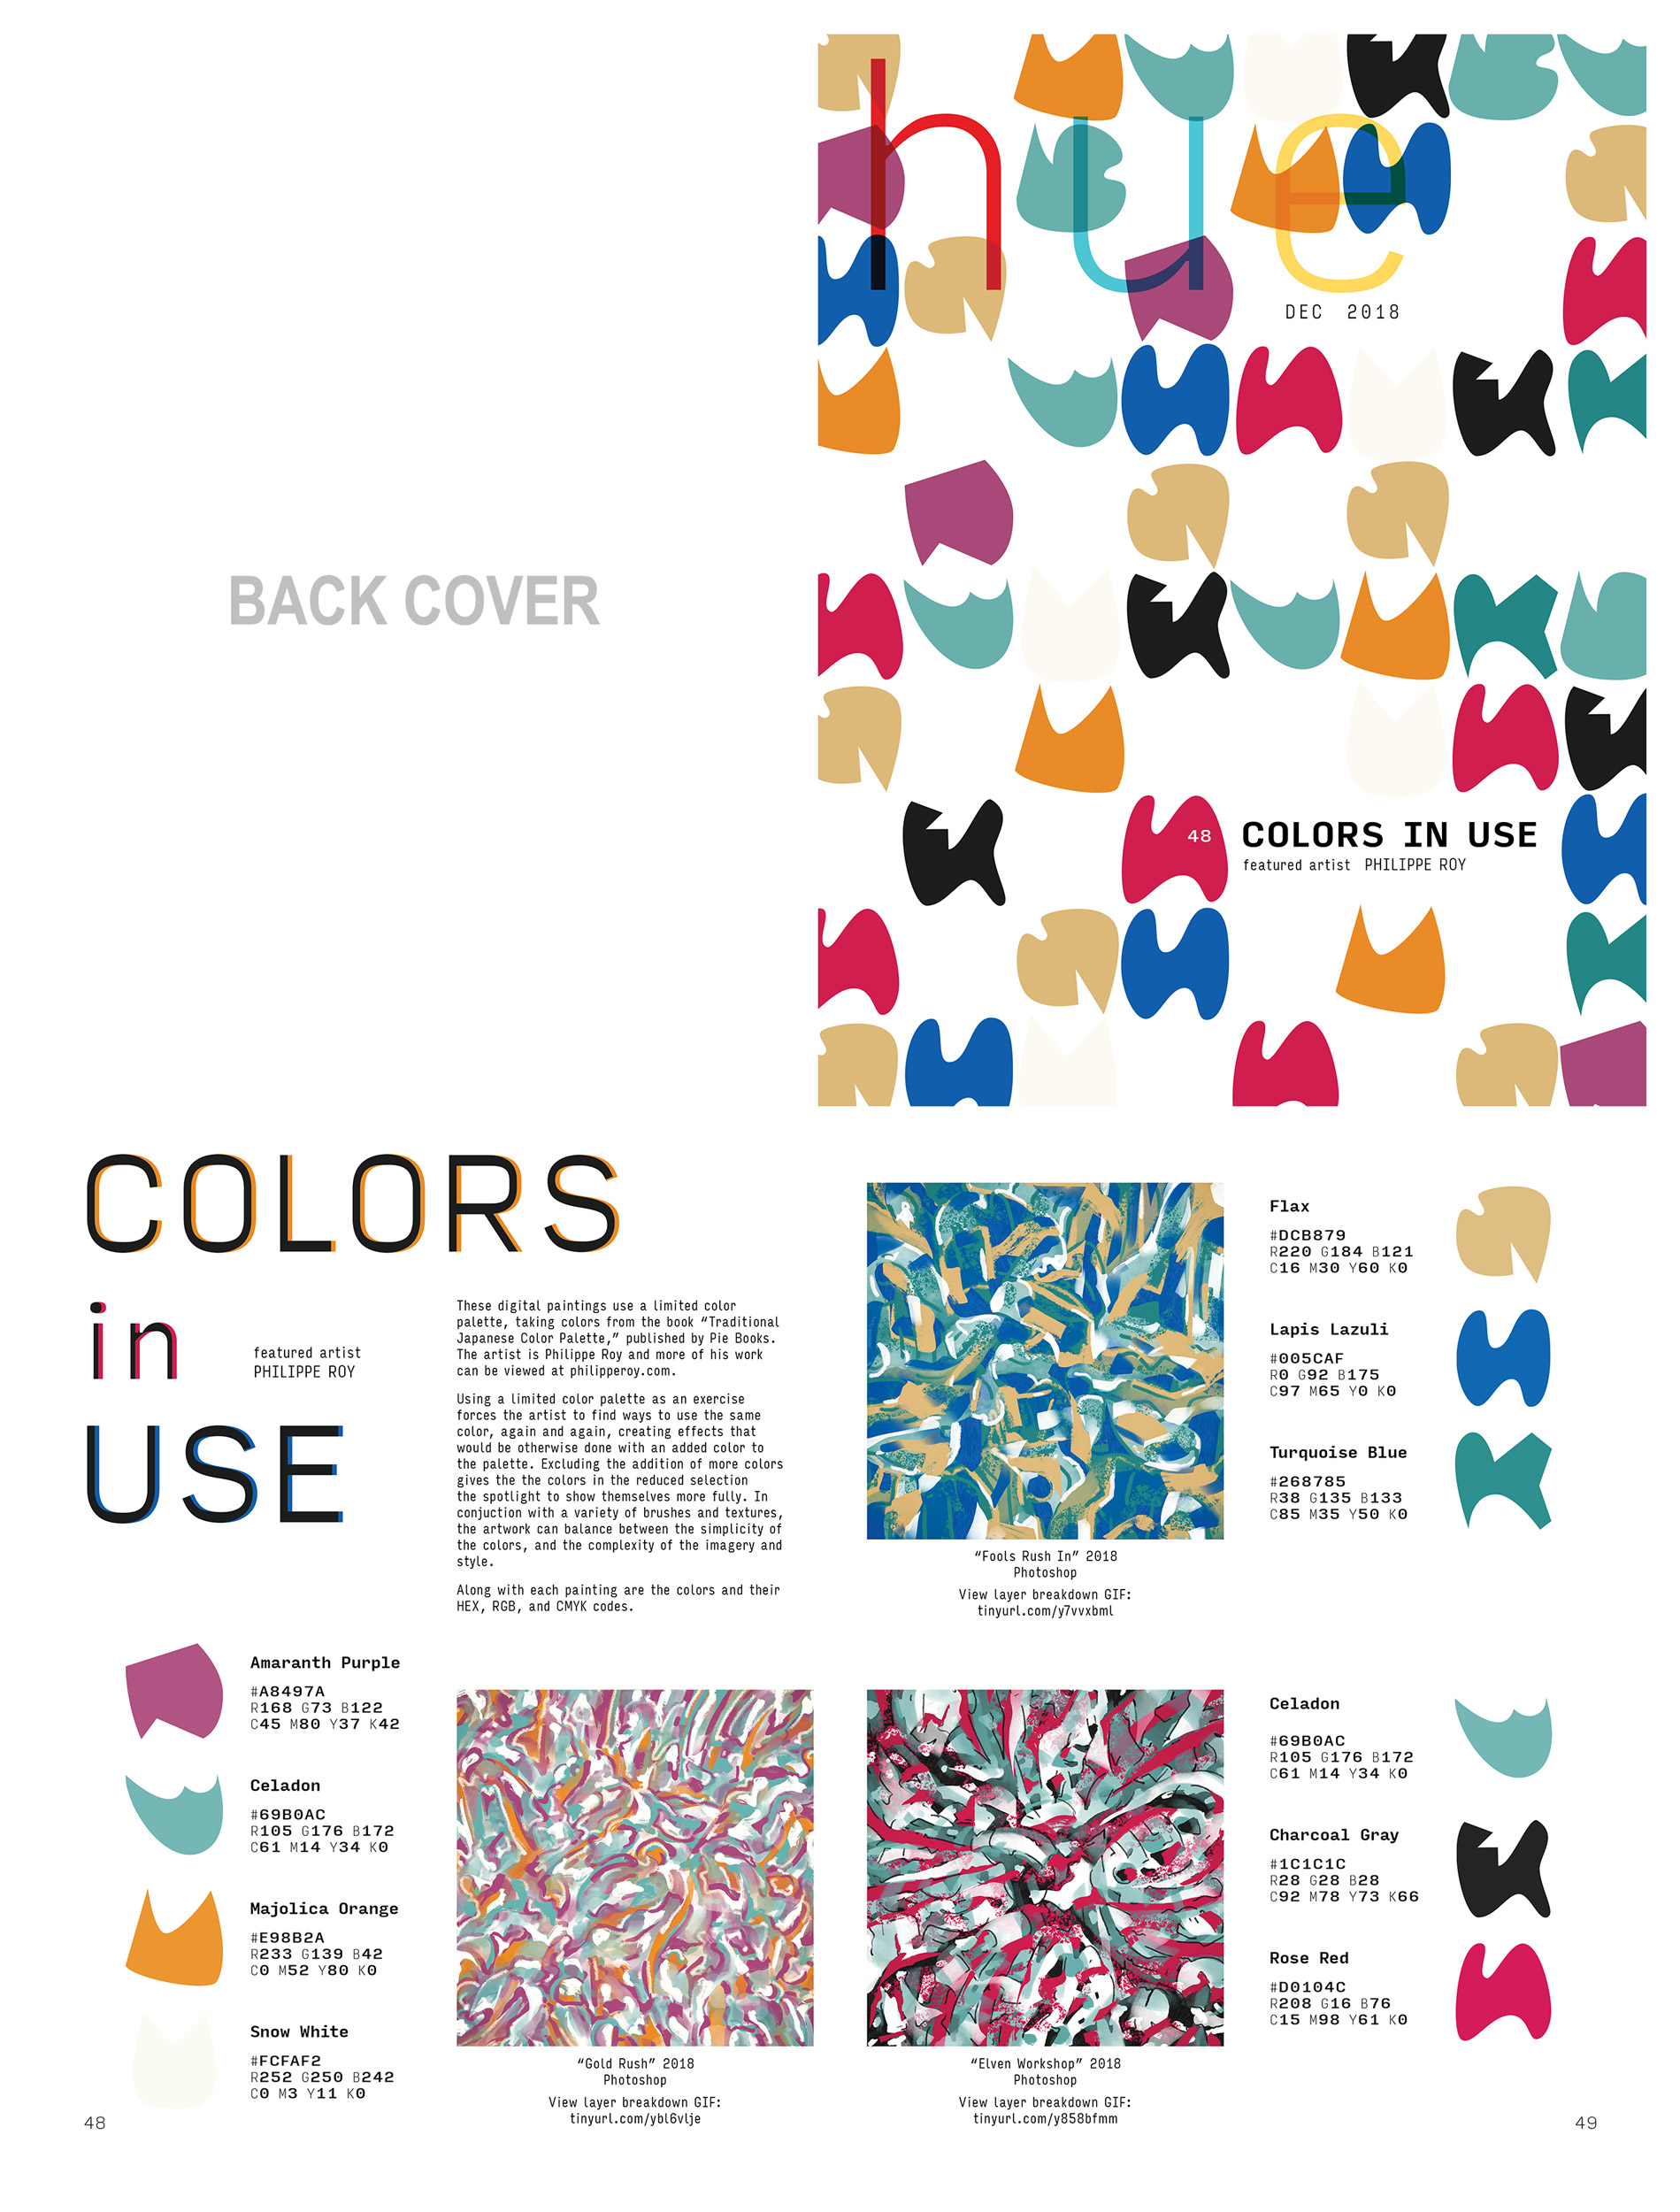 BACK COVER
hue
DEC 2018
48 COLORS IN USE
featured artist PHILIPPE ROY
COLORS
in
USE
featured artist
PHILIPPE ROY
These digital paintings use a limited color
palette, taking colors from the book “Traditional
Japanese Color Palette,” published by Pie Books.
The artist is Philippe Roy and more of his work
can be viewed at philipperoy.com.
Using a limited color palette as an exercise
forces the artist to find ways to use the same
color, again and again, creating effects that
would be otherwise done with an added color to
the palette. Excluding the addition of more colors
gives the the colors in the reduced selection
the spotlight to show themselves more fully. In
conjuction with a variety of brushes and textures,
the artwork can balance between the simplicity of
the colors, and the complexity of the imagery and
style.
Along with each painting are the colors and their
HEX, RGB, and CMYK codes.
Amaranth Purple
#A8497A
R168 G73 B122
C45 M80 Y37 K42
Celadon
#69B0AC
R105 G176 B172
C61 M14 Y34 K0
Majolica Orange
#E98B2A
R233 G139 B42
C0 M52 Y80 K0
Snow White
#FCFAF2
R252 G250 B242
C0 M3 Y11 K0
“Gold Rush” 2018
Photoshop
View layer breakdown GIF:
tinyurl.com/ybl6vlje
48
“Fools Rush In” 2018
Photoshop
View layer breakdown GIF:
tinyurl.com/y7vvxbml
Flax
#DCB879
R220 G184 B121
C16 M30 Y60 K0
Lapis Lazuli
#005CAF
R0 G92 B175
C97 M65 Y0 K0
Turquoise Blue
#268785
R38 G135 B133
C85 M35 Y50 K0
“Elven Workshop” 2018
Photoshop
View layer breakdown GIF:
tinyurl.com/y858bfmm
Celadon
#69B0AC
R105 G176 B172
C61 M14 Y34 K0
Charcoal Gray
#1C1C1C
R28 G28 B28
C92 M78 Y73 K66
Rose Red
#D0104C
R208 G16 B76
C15 M98 Y61 K0
49